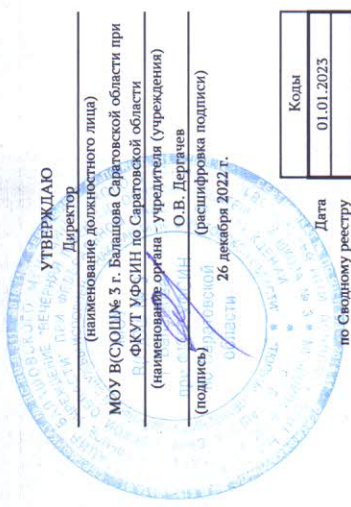 УТВЕРЖДАЮ
Директор
(наименование должностного лица)
МОУ В(С)ОШ№ 3 г. Балашова Саратовской области при
ФКУТ УФСИН по Саратовской области
(наименование органа - учредителя (учреждения)
О.В. Дергачев
(подпись) (расшифровка подписи)
26 декабря 2022 г.
Коды
Дата 01.01.2023
по Сводному реестру